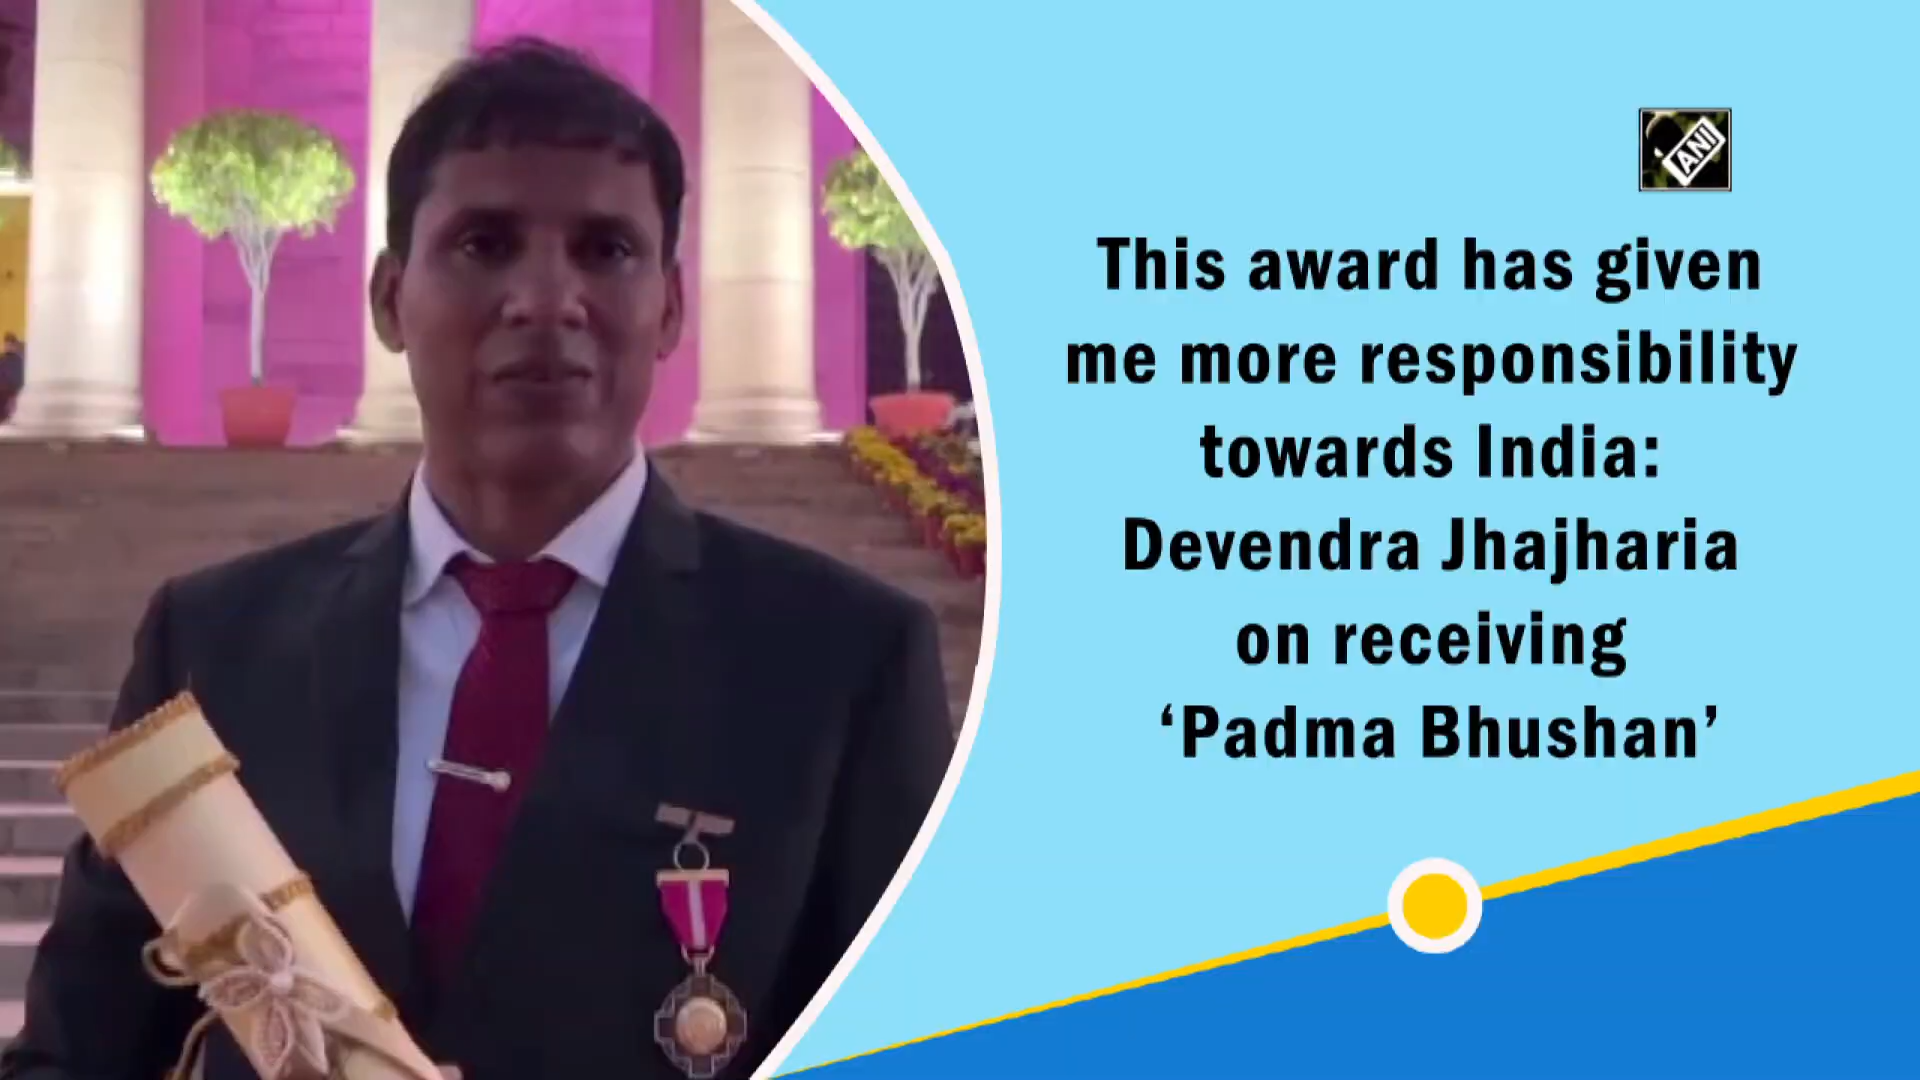 ANI
This award has given
me more responsibility
towards India:
Devendra Jhajharia
on receiving
‘Padma Bhushan’